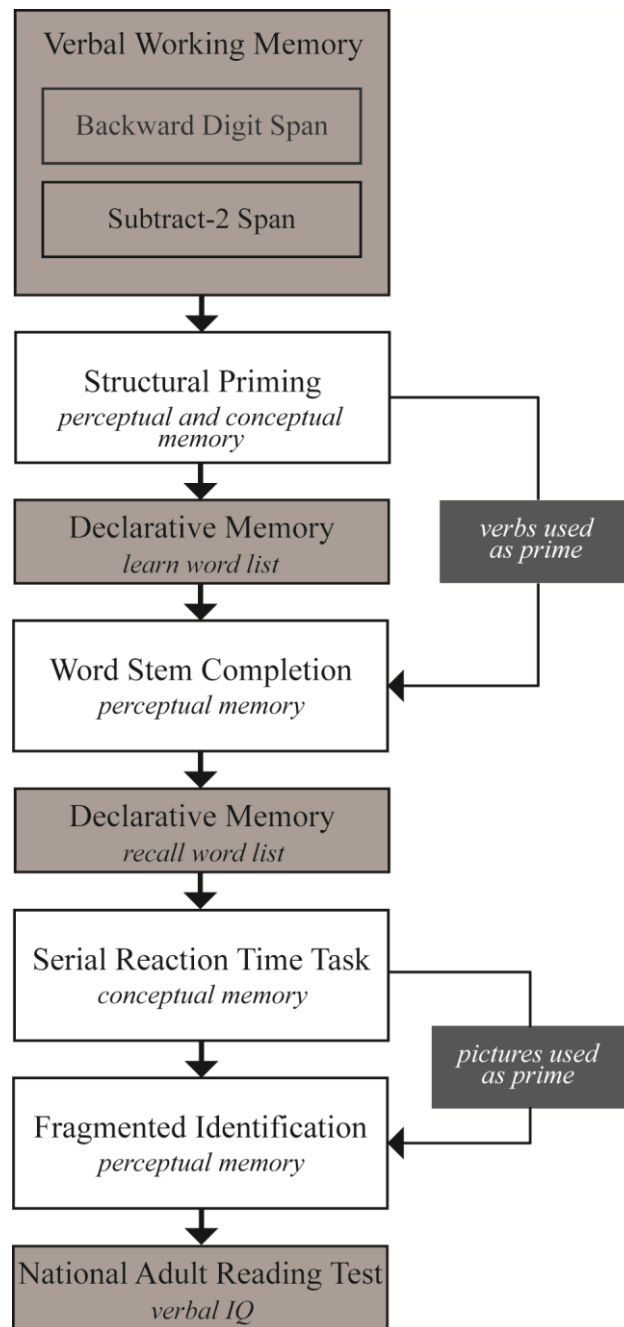 Verbal Working Memory
Backward Digit Span
Subtract-2 Span
Structural Priming
perceptual and conceptual
memory
Declarative Memory
learn word list
verbs used
as prime
Word Stem Completion
perceptual memory
Declarative Memory
recall word list
Serial Reaction Time Task
conceptual memory
pictures used
as prime
Fragmented Identification
perceptual memory
National Adult Reading Test
verbal IQ